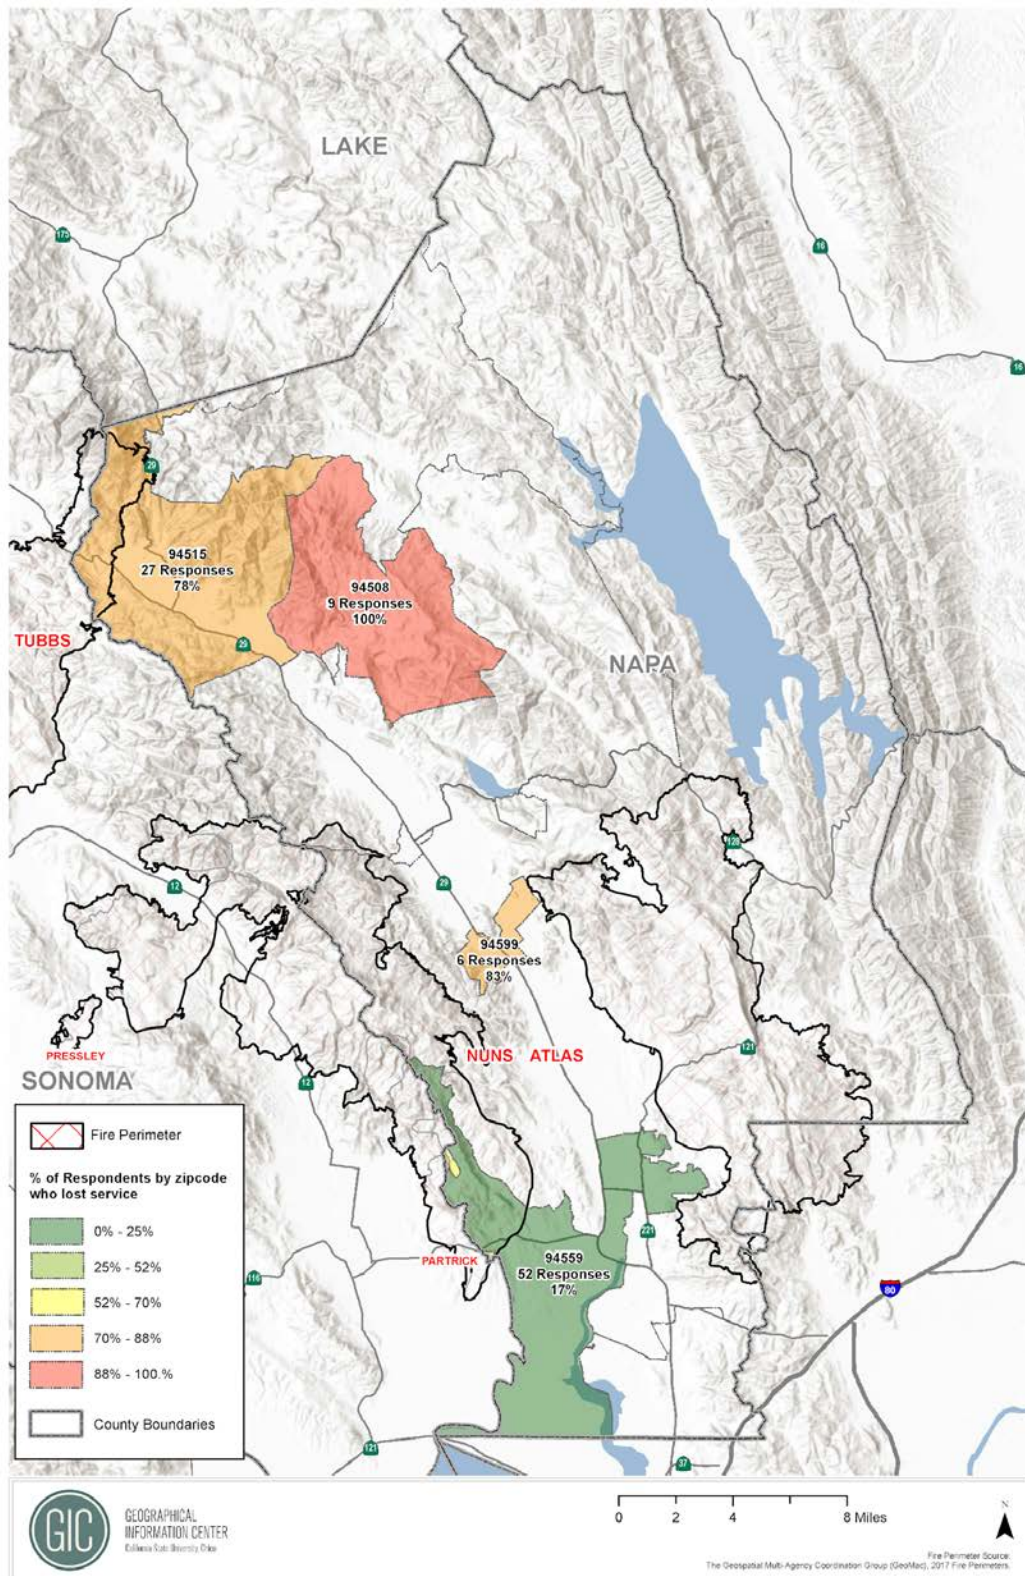 LAKE
175
16
16
29
94515
27 Responses
78%
94508
9 Responses
100%
TUBBS
29
NAPA
128
29
12
94599
6 Responses
83%
PRESSLEY
NUNS ATLAS
121
SONOMA
12
Fire Perimeter
% of Respondents by zipcode
who lost service
0% - 25%
25% - 52%
52% - 70%
70% - 88%
88% - 100.%
County Boundaries
221
PARTRICK
94559
52 Responses
17%
116
80
121
37
GIC
GEOGRAPHICAL
INFORMATION CENTER
California State University, Chico
0 2 4 8 Miles
N
Fire Perimeter Source:
The Geospatial Multi-Agency Coordination Group (GeoMac), 2017 Fire Perimeters.